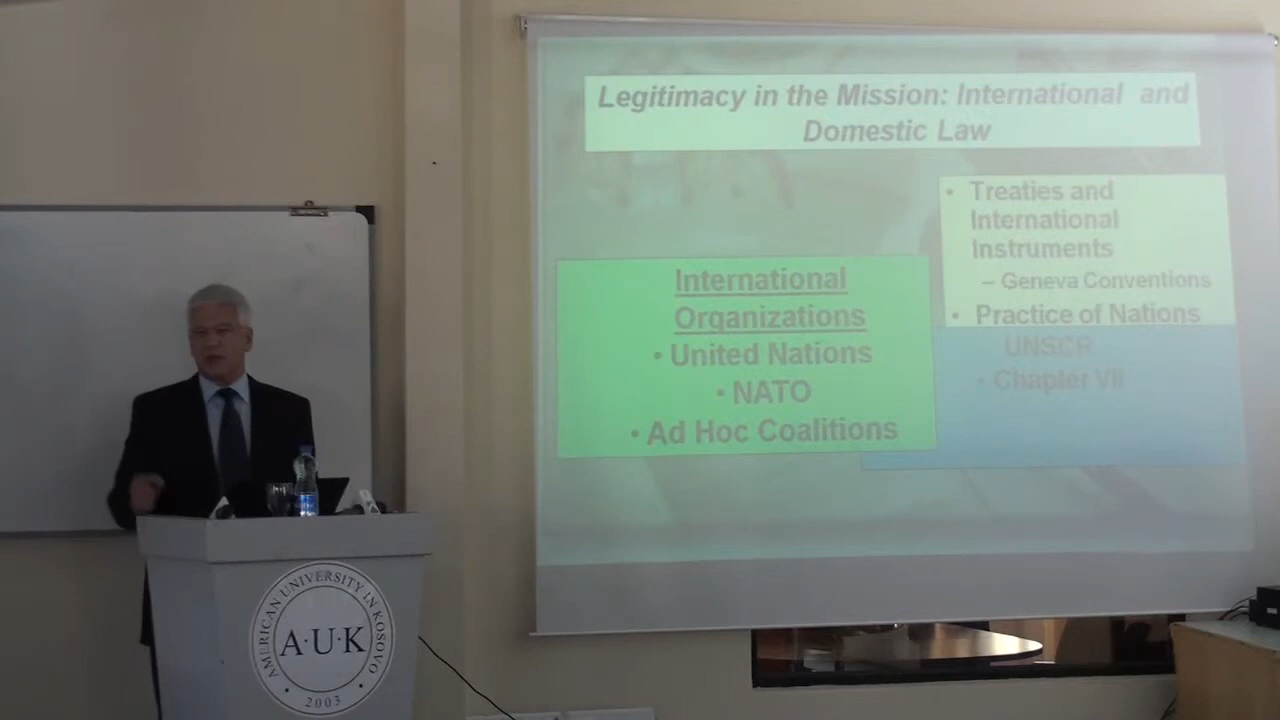 Legitimacy in the Mission: International and
Domestic Law
• Treaties and
International
Instruments
– Geneva Conventions
• Practice of Nations
UNSCR
• Chapter VII
International
Organizations
• United Nations
• NATO
• Ad Hoc Coalitions
AMERICAN UNIVERSITY IN KOSOVO
A·U·K
• 2003 •